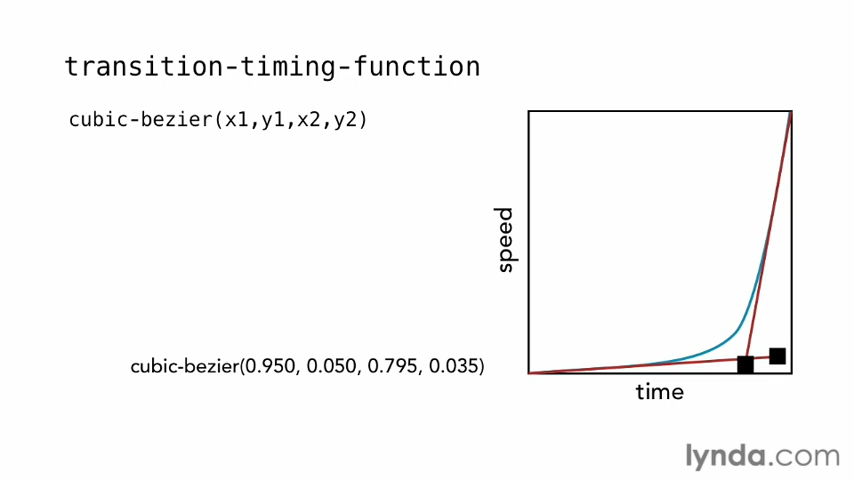 transition-timing-function
cubic-bezier(x1,y1,x2,y2)
speed
cubic-bezier(0.950, 0.050, 0.795, 0.035)
time
lynda.com